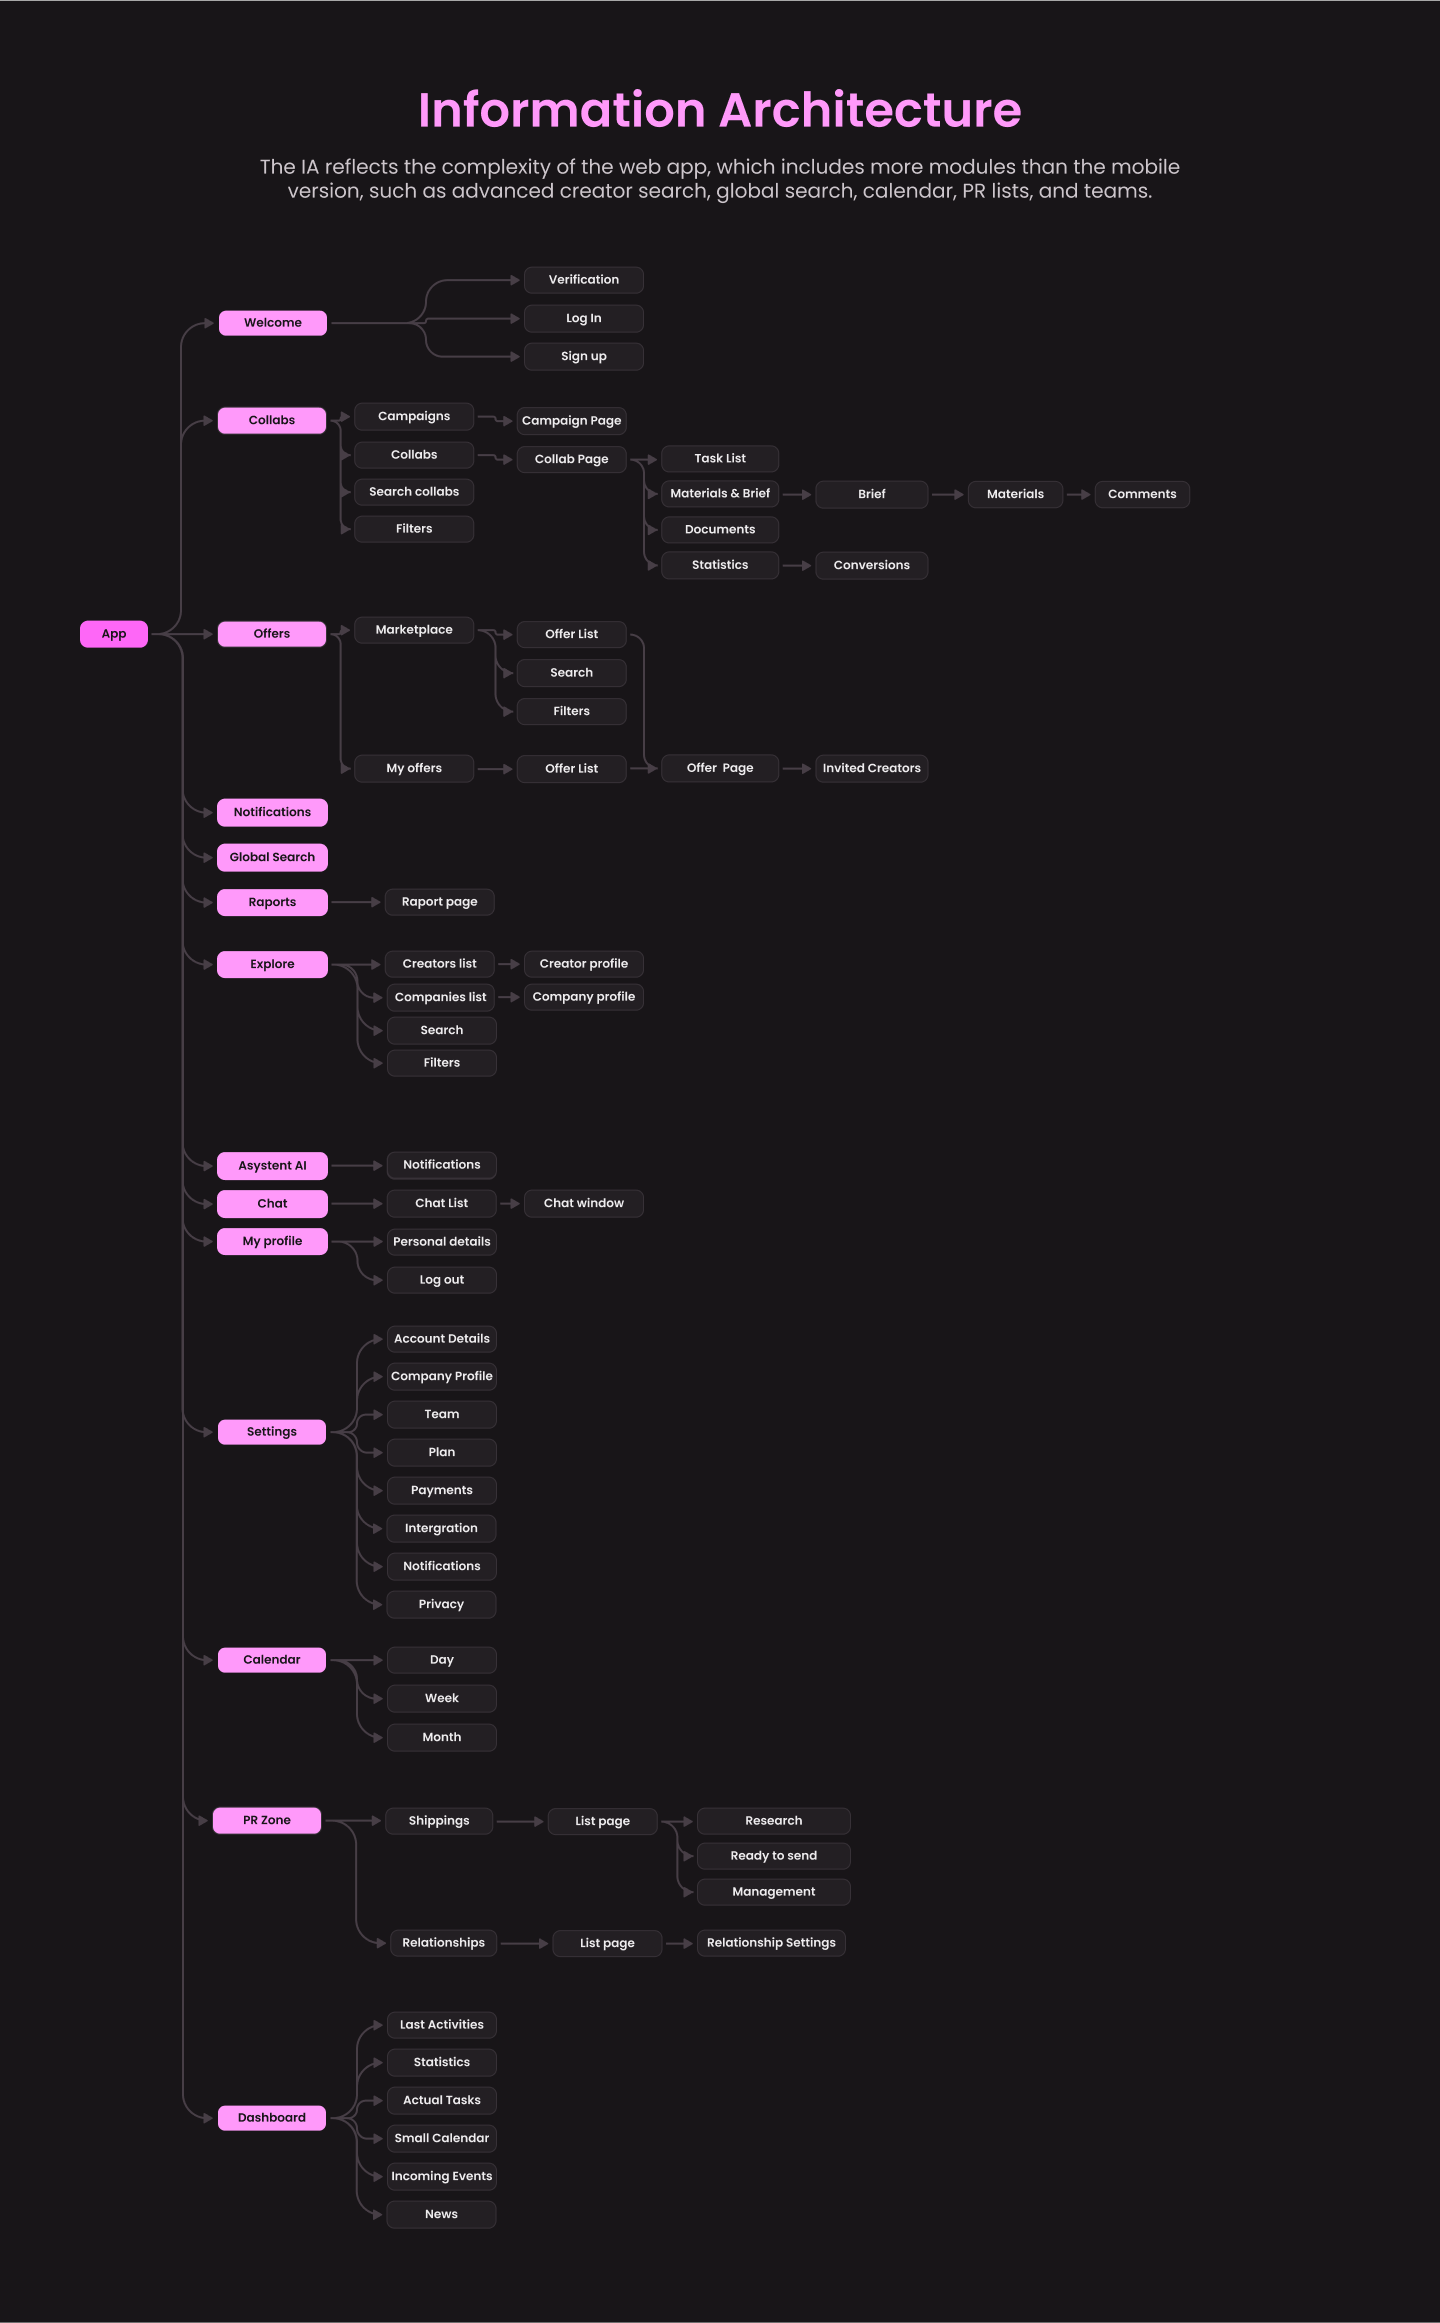 Information Architecture
The IA reflects the complexity of the web app, which includes more modules than the mobile
version, such as advanced creator search, global search, calendar, PR lists, and teams.
App
Welcome
Verification
Log In
Sign up
Collabs
Campaigns
Campaign Page
Collabs
Collab Page
Task List
Materials & Brief
Brief
Materials
Comments
Documents
Statistics
Conversions
Search collabs
Filters
Offers
Marketplace
Offer List
Search
Filters
My offers
Offer List
Offer Page
Invited Creators
Notifications
Global Search
Raports
Raport page
Explore
Creators list
Creator profile
Companies list
Company profile
Search
Filters
Asystent AI
Notifications
Chat
Chat List
Chat window
My profile
Personal details
Log out
Settings
Account Details
Company Profile
Team
Plan
Payments
Intergration
Notifications
Privacy
Calendar
Day
Week
Month
PR Zone
Shippings
List page
Research
Ready to send
Management
Relationships
List page
Relationship Settings
Dashboard
Last Activities
Statistics
Actual Tasks
Small Calendar
Incoming Events
News